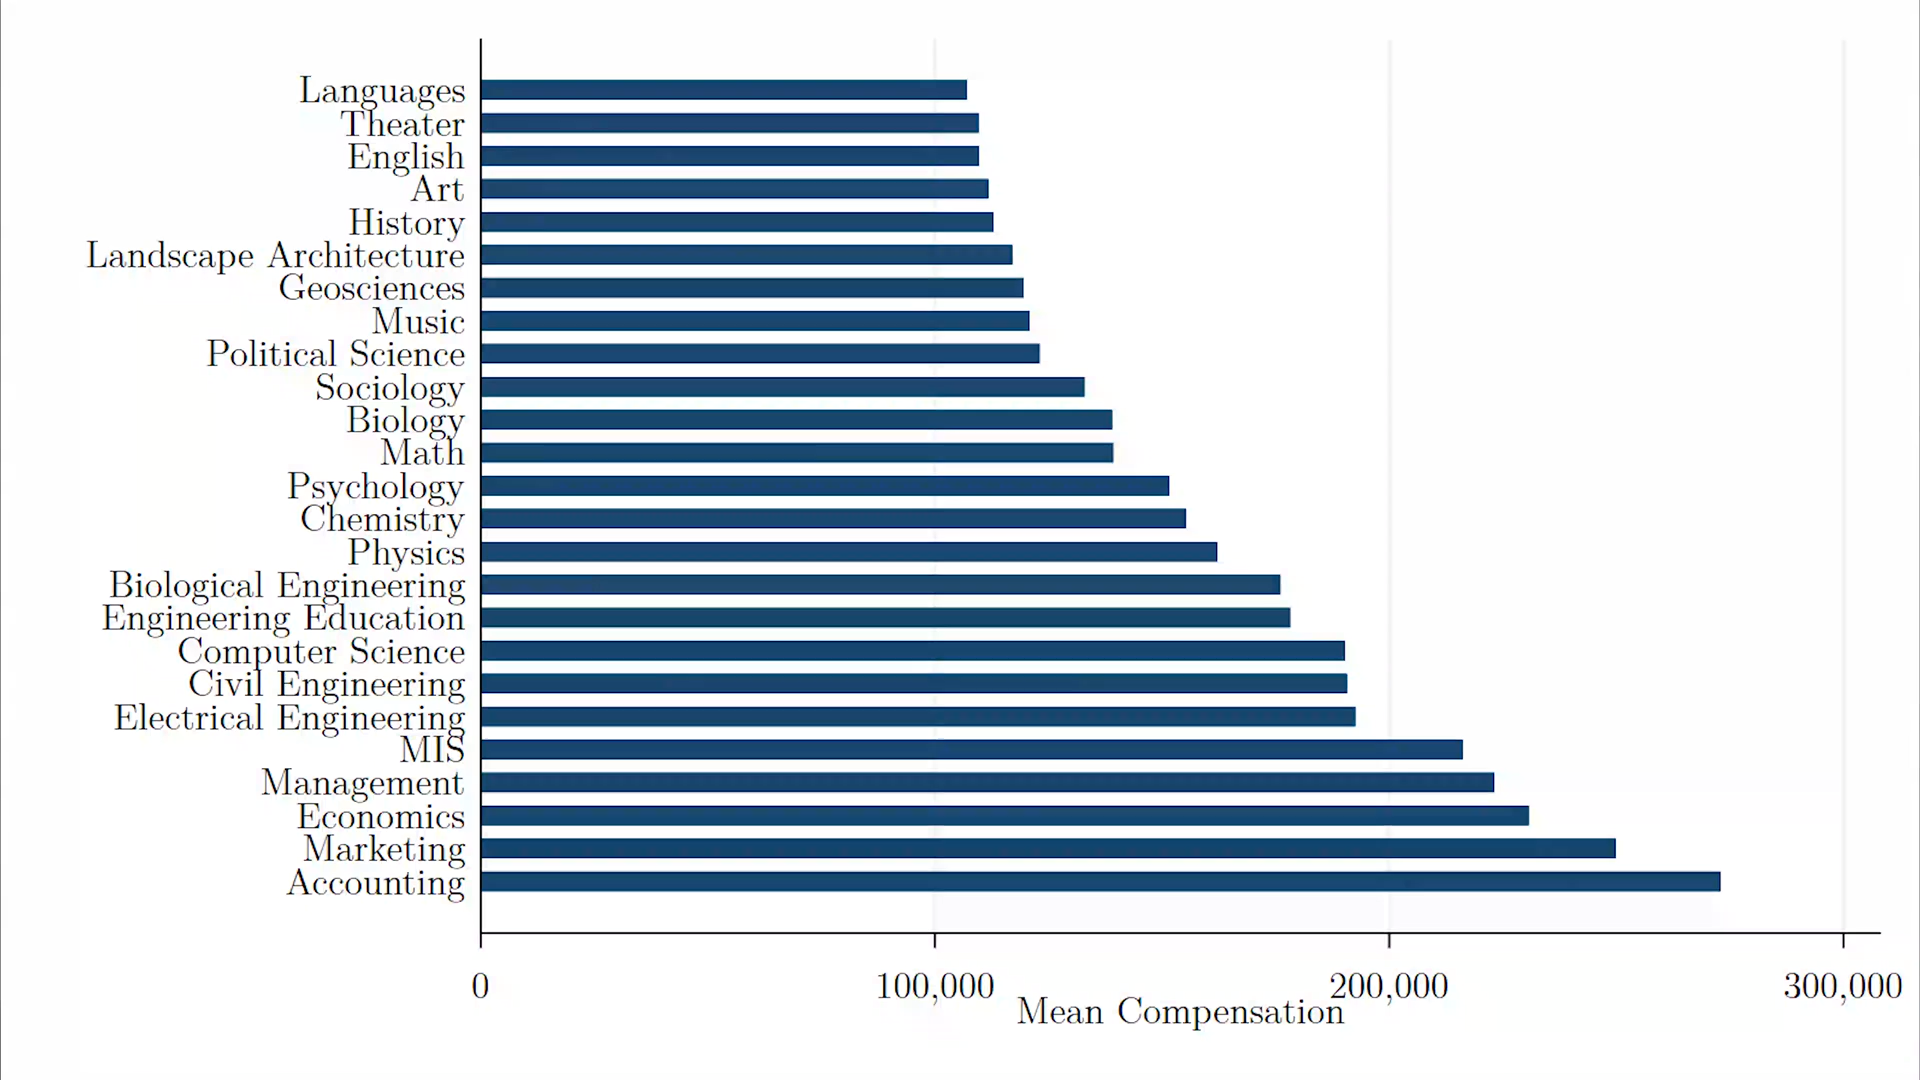 Languages
Theater
English
Art
History
Landscape Architecture
Geosciences
Music
Political Science
Sociology
Biology
Math
Psychology
Chemistry
Physics
Biological Engineering
Engineering Education
Computer Science
Civil Engineering
Electrical Engineering
MIS
Management
Economics
Marketing
Accounting
0 100,000 200,000 300,000
Mean Compensation